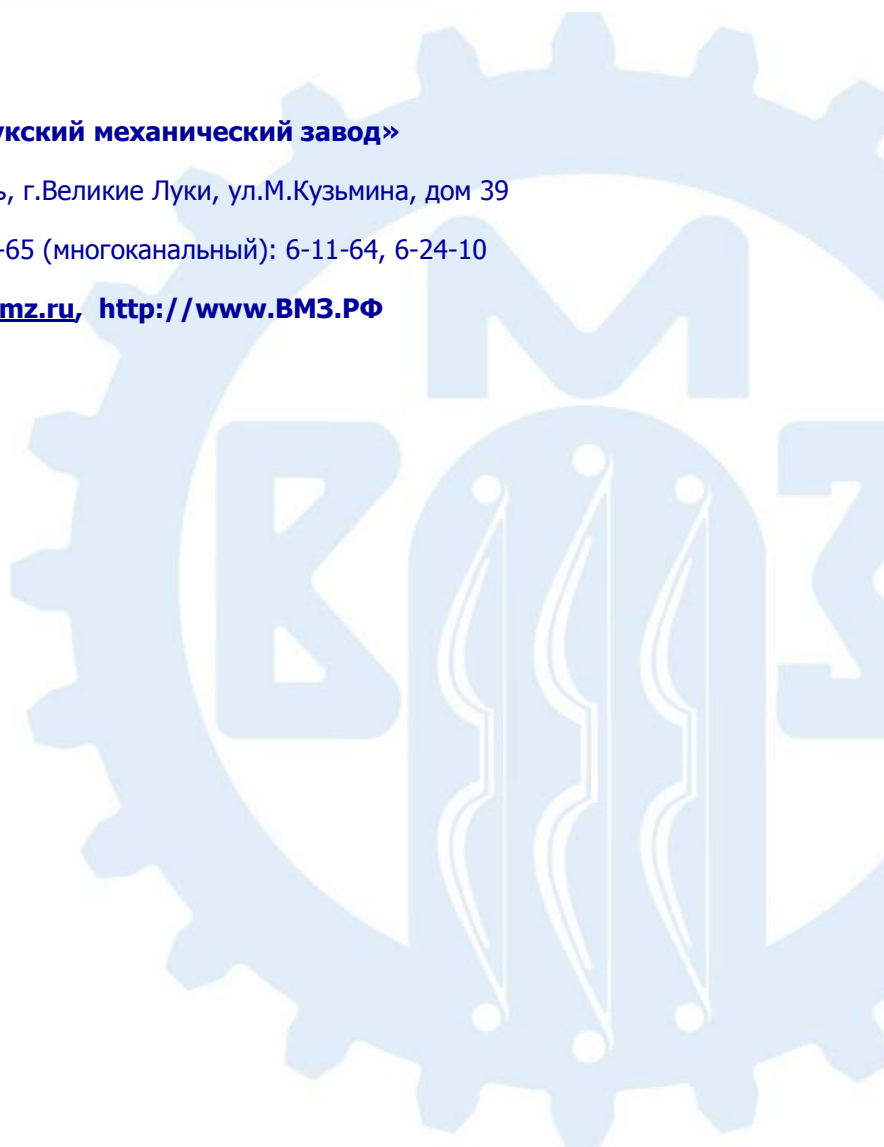 укский механический завод»
ь, г.Великие Луки, ул.М.Кузьмина, дом 39
-65 (многоканальный): 6-11-64, 6-24-10
mz.ru, http://www.ВМЗ.РФ
М
В З